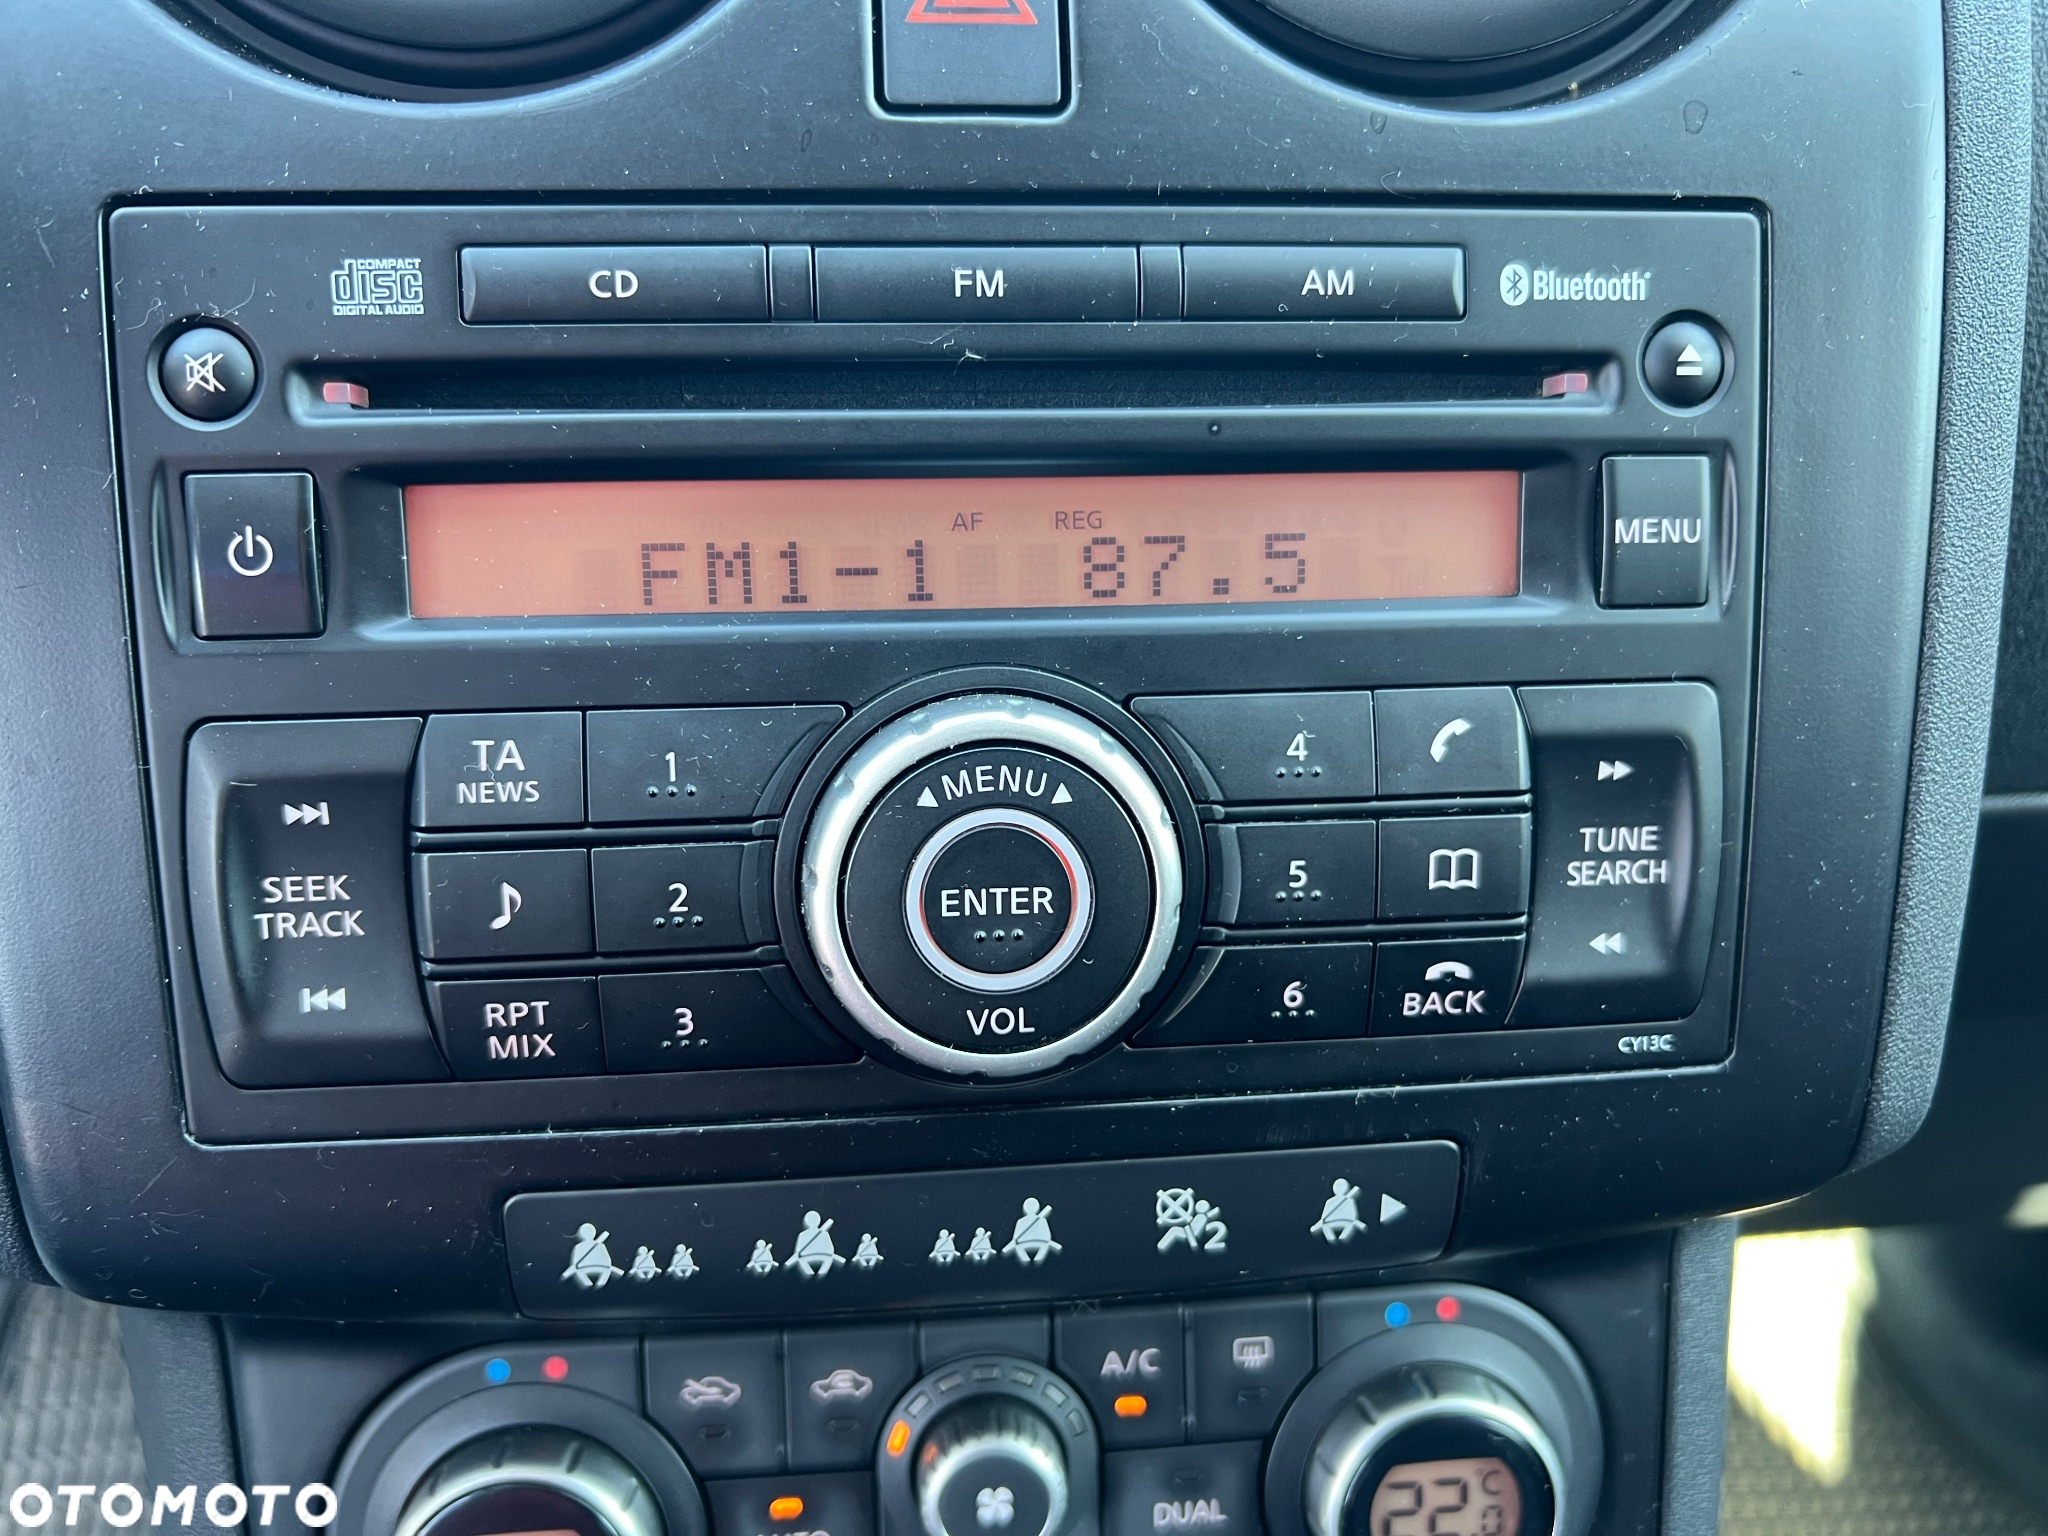 COMPACT
disc
DIGITAL AUDIO
CD
FM
AM
Bluetooth®
AF REG
FM1-1 87.5
MENU
SEEK
TRACK
TA
NEWS
RPT
MIX
1
2
3
MENU
ENTER
VOL
4
5
6
BACK
TUNE
SEARCH
CY13C
2
A/C
DUAL
22.0 °C
AUTO
OTOMOTO